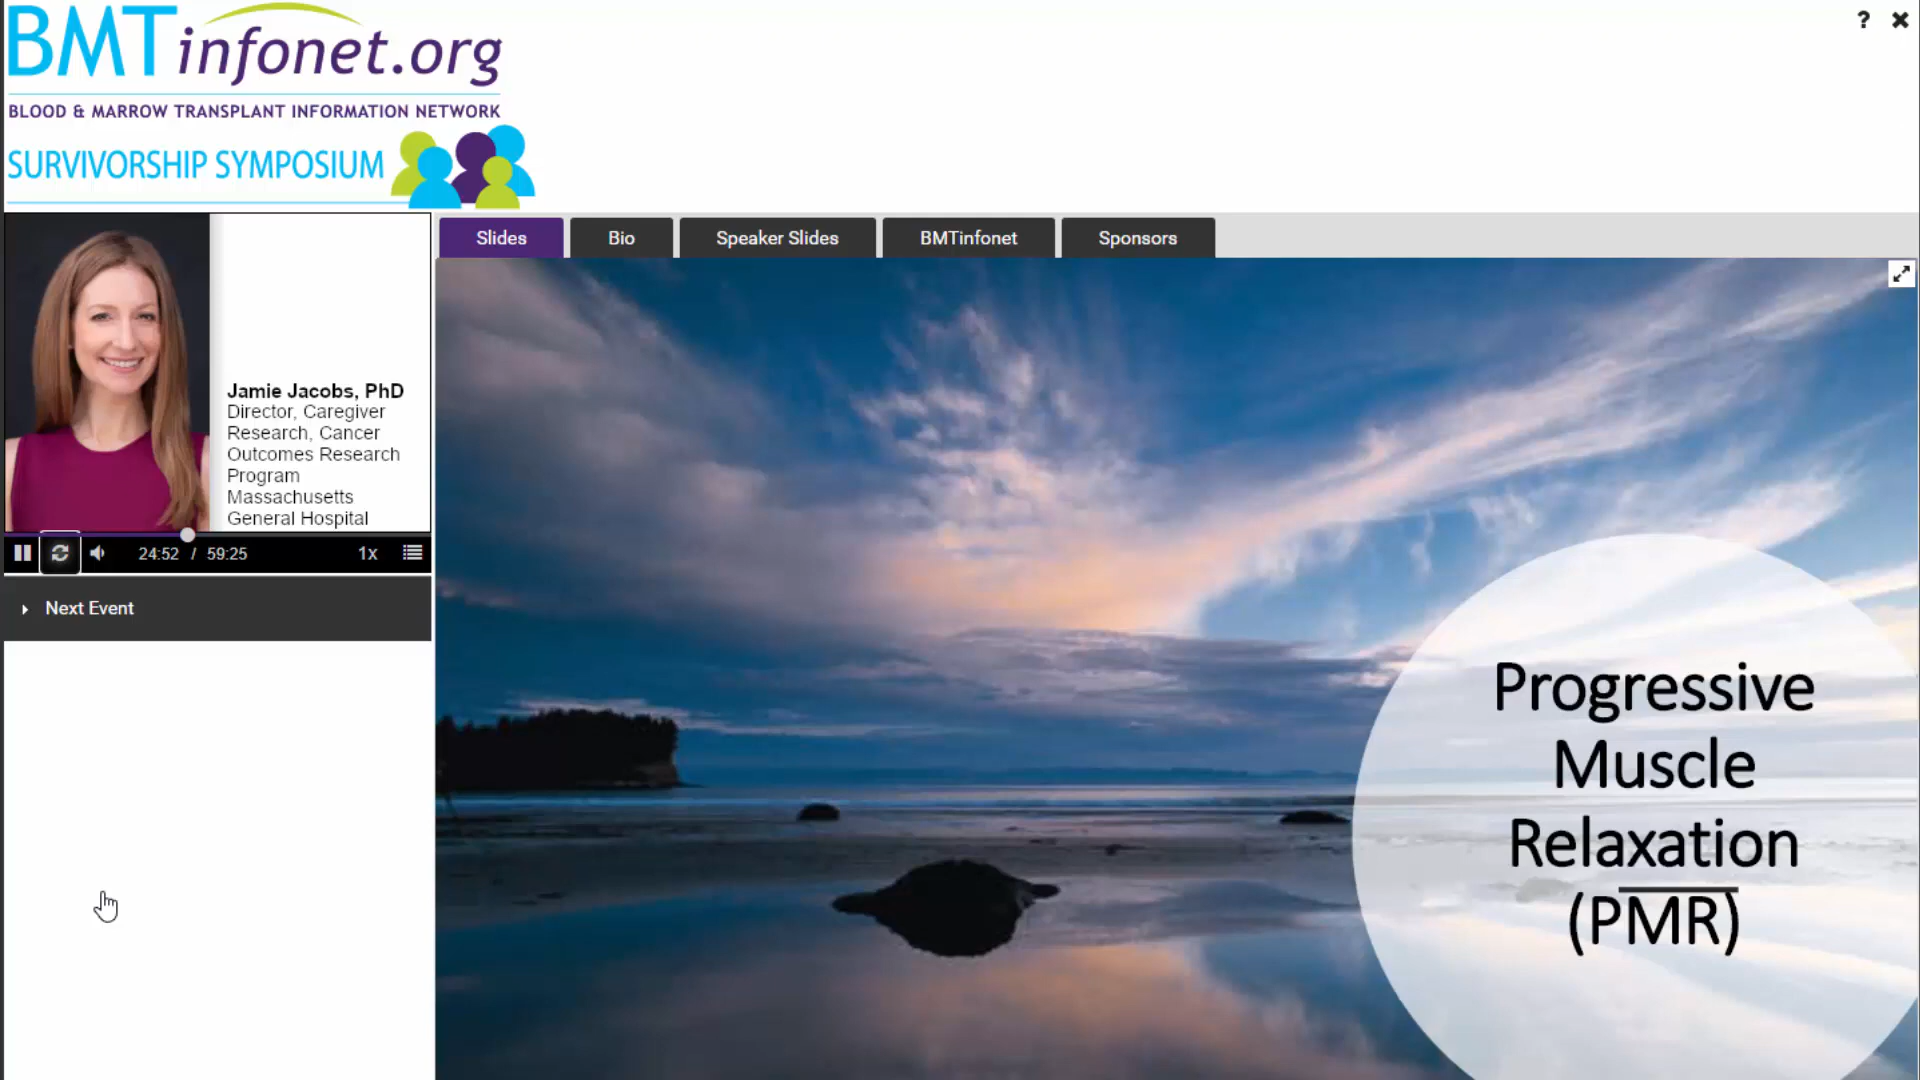 BMTinfonet.org
BLOOD & MARROW TRANSPLANT INFORMATION NETWORK
SURVIVORSHIP SYMPOSIUM
?
Jamie Jacobs, PhD
Director, Caregiver
Research, Cancer
Outcomes Research
Program
Massachusetts
General Hospital
24:52 / 59:25 1x
Next Event
Slides Bio Speaker Slides BMTinfonet Sponsors
Progressive
Muscle
Relaxation
(PMR)